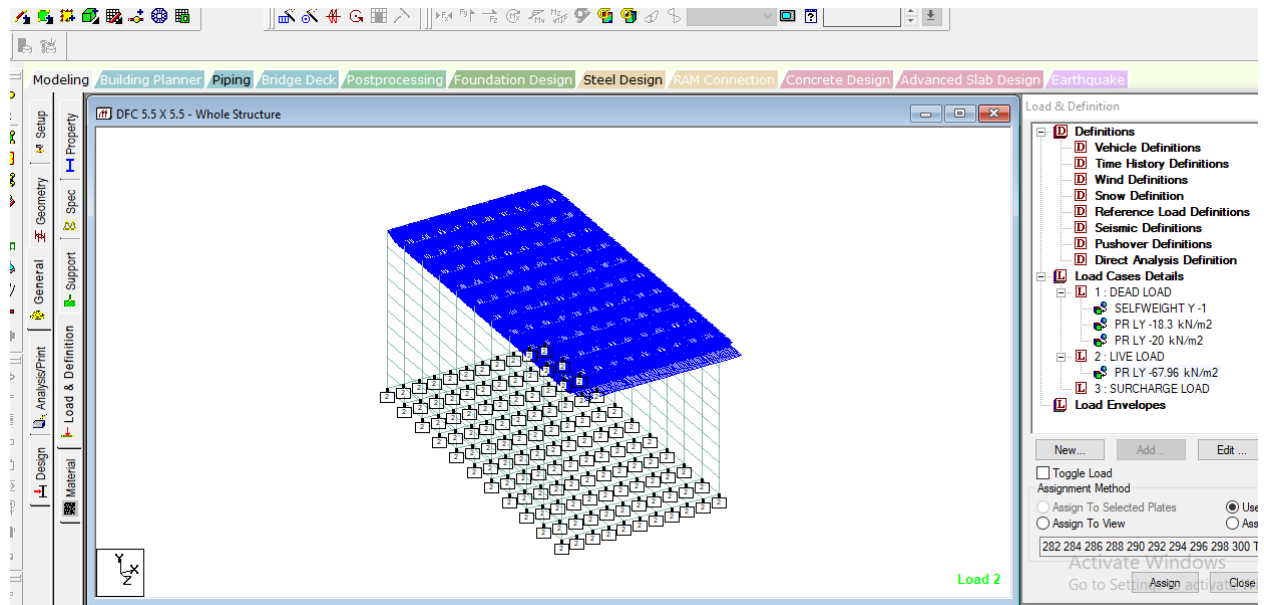 Modeling Building Planner Piping Bridge Deck Postprocessing Foundation Design Steel Design RAM Connection Concrete Design Advanced Slab Design Earthquake
DFC 5.5 X 5.5 - Whole Structure
Setup
Geometry
General
Analysis/Print
Design
Property
Spec
Support
Load & Definition
Material
Y
X
Z
Load 2
Load & Definition
Definitions
Vehicle Definitions
Time History Definitions
Wind Definitions
Snow Definition
Reference Load Definitions
Seismic Definitions
Pushover Definitions
Direct Analysis Definition
Load Cases Details
1 : DEAD LOAD
SELFWEIGHT Y -1
PR LY -18.3 kN/m2
PR LY -20 kN/m2
2 : LIVE LOAD
PR LY -67.96 kN/m2
3 : SURCHARGE LOAD
Load Envelopes
New... Add... Edit ...
Toggle Load
Assignment Method
Assign To Selected Plates Use
Assign To View Ass
282 284 286 288 290 292 294 296 298 300 T
Activate Windows
Assign Close